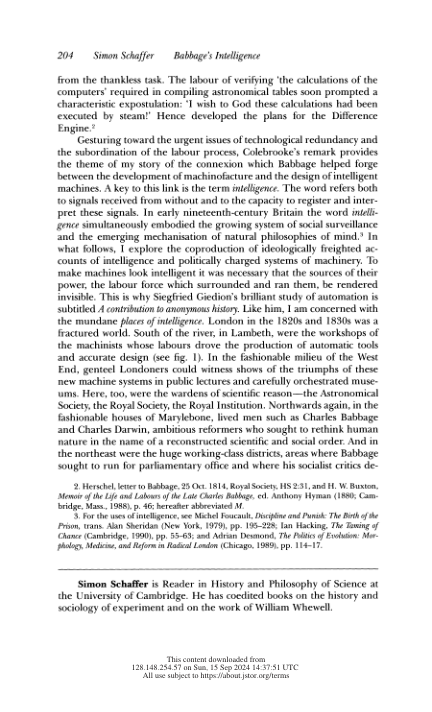 204 Simon Schaffer Babbage's Intelligence
from the thankless task. The labour of verifying 'the calculations of the
computers' required in compiling astronomical tables soon prompted a
characteristic expostulation: 'I wish to God these calculations had been
executed by steam!' Hence developed the plans for the Difference
Engine.²
Gesturing toward the urgent issues of technological redundancy and
the subordination of the labour process, Colebrooke's remark provides
the theme of my story of the connexion which Babbage helped forge
between the development of machinofacture and the design of intelligent
machines. A key to this link is the term intelligence. The word refers both
to signals received from without and to the capacity to register and inter-
pret these signals. In early nineteenth-century Britain the word intelli-
gence simultaneously embodied the growing system of social surveillance
and the emerging mechanisation of natural philosophies of mind.³ In
what follows, I explore the coproduction of ideologically freighted ac-
counts of intelligence and politically charged systems of machinery. To
make machines look intelligent it was necessary that the sources of their
power, the labour force which surrounded and ran them, be rendered
invisible. This is why Siegfried Giedion's brilliant study of automation is
subtitled A contribution to anonymous history. Like him, I am concerned with
the mundane places of intelligence. London in the 1820s and 1830s was a
fractured world. South of the river, in Lambeth, were the workshops of
the machinists whose labours drove the production of automatic tools
and accurate design (see fig. 1). In the fashionable milieu of the West
End, genteel Londoners could witness shows of the triumphs of these
new machine systems in public lectures and carefully orchestrated muse-
ums. Here, too, were the wardens of scientific reason—the Astronomical
Society, the Royal Society, the Royal Institution. Northwards again, in the
fashionable houses of Marylebone, lived men such as Charles Babbage
and Charles Darwin, ambitious reformers who sought to rethink human
nature in the name of a reconstructed scientific and social order. And in
the northeast were the huge working-class districts, areas where Babbage
sought to run for parliamentary office and where his socialist critics de-
2. Herschel, letter to Babbage, 25 Oct. 1814, Royal Society, HS 2:31, and H. W. Buxton,
Memoir of the Life and Labours of the Late Charles Babbage, ed. Anthony Hyman (1880; Cam-
bridge, Mass., 1988), p. 46; hereafter abbreviated M.
3. For the uses of intelligence, see Michel Foucault, Discipline and Punish: The Birth of the
Prison, trans. Alan Sheridan (New York, 1979), pp. 195–228; Ian Hacking, The Taming of
Chance (Cambridge, 1990), pp. 55–63; and Adrian Desmond, The Politics of Evolution: Mor-
phology, Medicine, and Reform in Radical London (Chicago, 1989), pp. 114–17.
Simon Schaffer is Reader in History and Philosophy of Science at
the University of Cambridge. He has coedited books on the history and
sociology of experiment and on the work of William Whewell.
This content downloaded from
128.148.254.57 on Sun, 15 Sep 2024 14:37:51 UTC
All use subject to https://about.jstor.org/terms